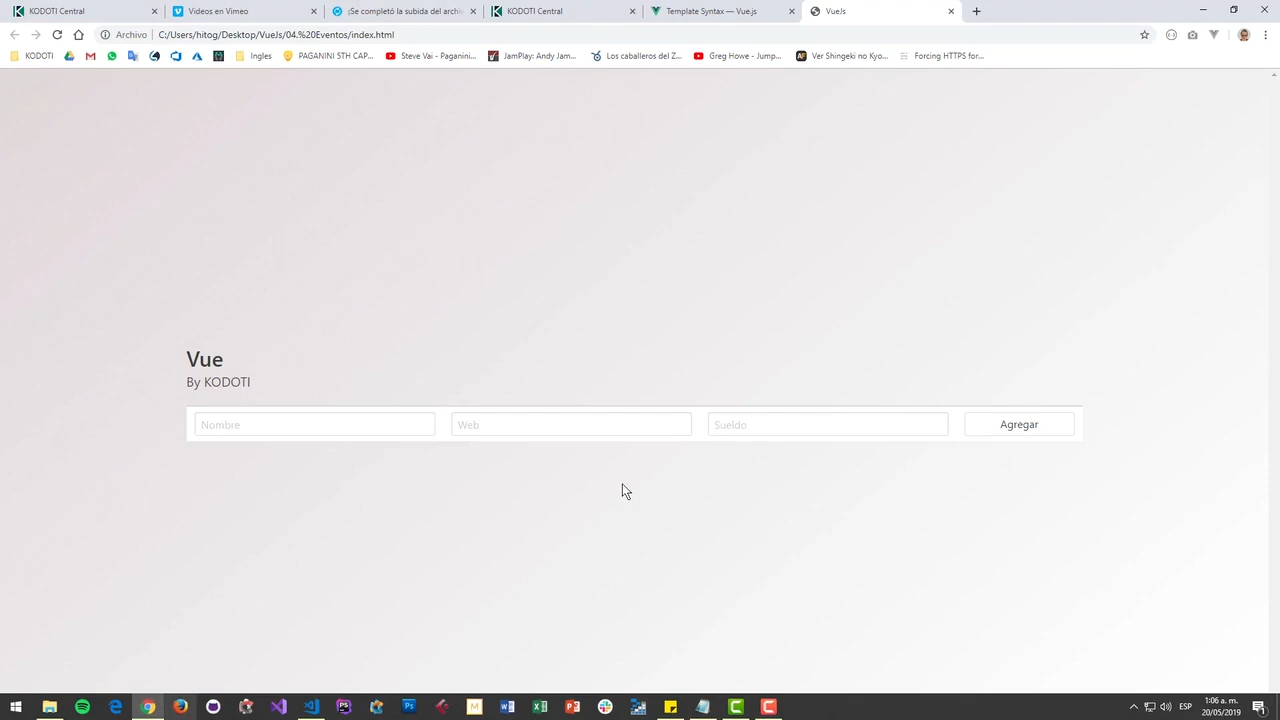 KODOTI Central
Videos en Vimeo
¡Se completó la subida del archi
KODOTI Central
Template Syntax — Vue.js
VueJs
Archivo
C:/Users/hitog/Desktop/VueJs/04.%20Eventos/index.html
KODOTI
Ingles
PAGANINI 5TH CAP...
Steve Vai - Paganini...
JamPlay: Andy Jam...
Los caballeros del Z...
Greg Howe - Jump...
Ver Shingeki no Kyo...
Forcing HTTPS for...
Vue
By KODOTI
Nombre
Web
Sueldo
Agregar
ESP
1:06 a. m.
20/05/2019